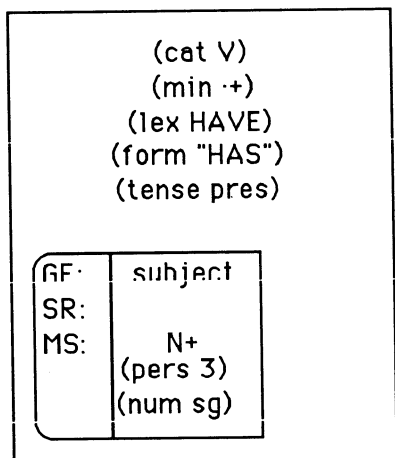 (cat V)
(min ·+)
(lex HAVE)
(form "HAS")
(tense pres)
GF: subject
SR:
MS: N+
(pers 3)
(num sg)